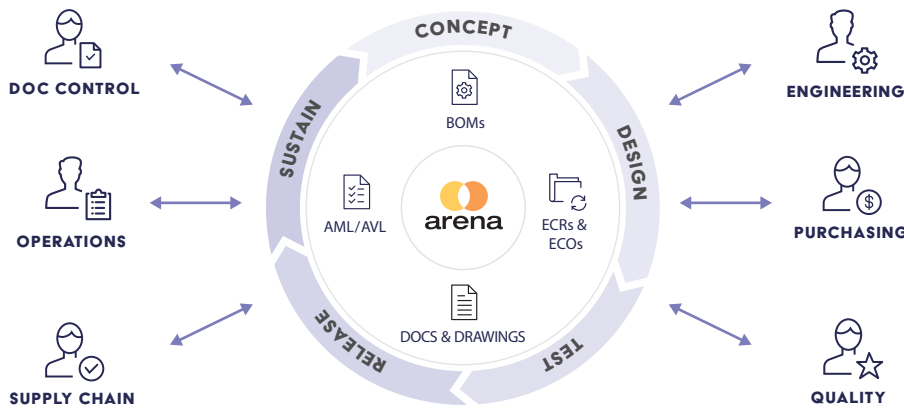 CONCEPT
DESIGN
TEST
RELEASE
SUSTAIN
DOC CONTROL
OPERATIONS
SUPPLY CHAIN
BOMs
AML/AVL
arena
ECRs &
ECOs
DOCS & DRAWINGS
ENGINEERING
$
PURCHASING
QUALITY